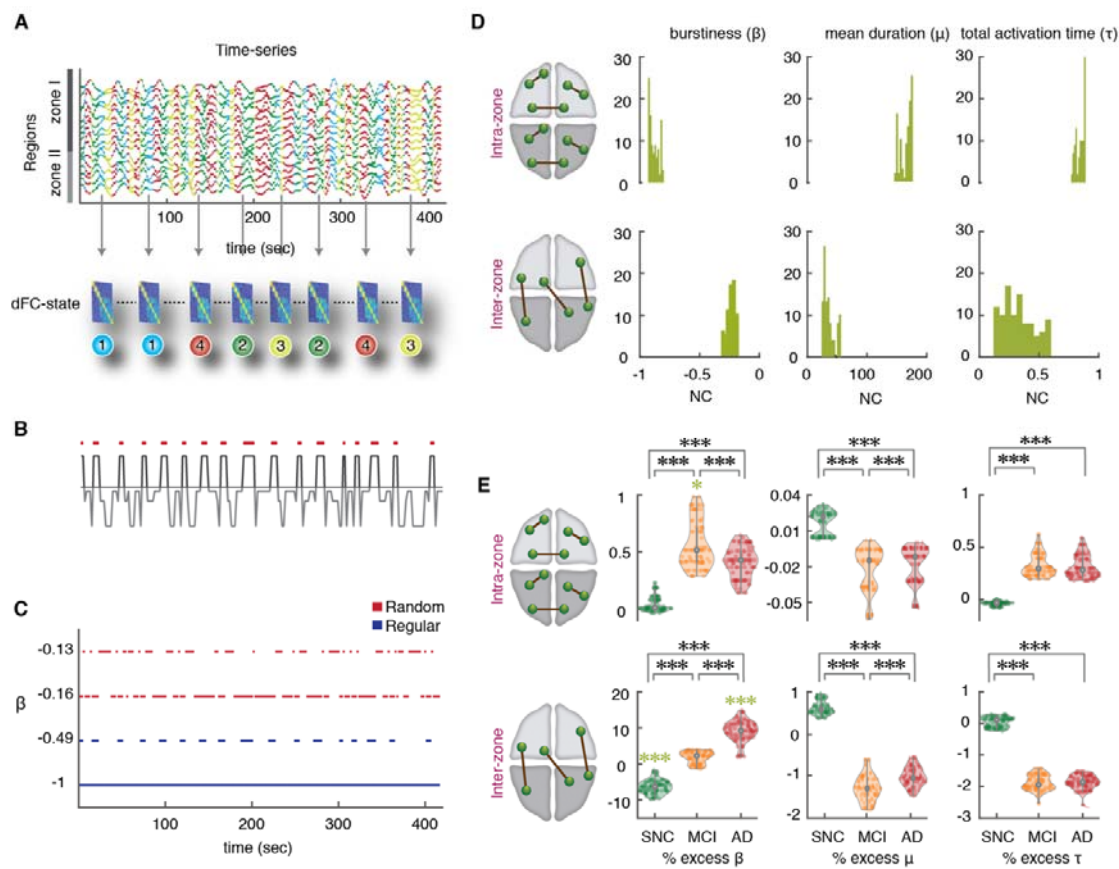 A
Time-series
Regions
zone I
zone II
100 200 300 400
time (sec)
dFC-state
1 1 4 2 3 2 4 3
B
C
Random
Regular
β
-0.13
-0.16
-0.49
-1
100 200 300 400
time (sec)
D
burstiness (β) mean duration (μ) total activation time (τ)
Intra-zone
30 30 30
20 20 20
10 10 10
0 0 0
Inter-zone
30 30 30
20 20 20
10 10 10
0 0 0
-1 -0.5 0 0 100 200 0 0.5 1
NC NC NC
E
*** *** ***
*** *** *** *** ***
*
Intra-zone
1 0.04 1
0.01
0.5 -0.02 0.5
0 -0.05 0
*** *** ***
*** *** *** *** ***
***
***
Inter-zone
20 1 1
10 0 0
0 -1 -1
-10 -2 -2
-3
SNC MCI AD SNC MCI AD SNC MCI AD
% excess β % excess μ % excess τ